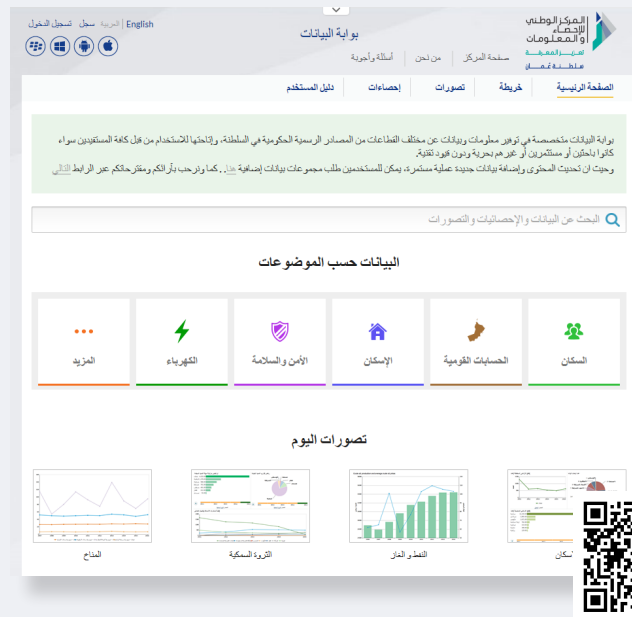 English | العربية سجل تسجيل الدخول
المركز الوطني
للإحصاء
والمعلومات
سلطنة عُمان
بوابة البيانات
صفحة المركز | من نحن | أسئلة وأجوبة
الصفحة الرئيسية خريطة تصورات إحصاءات دليل المستخدم
بوابة البيانات متخصصة في توفير معلومات وبيانات عن مختلف القطاعات من المصادر الرسمية الحكومية في السلطنة، وإتاحتها للاستخدام من قبل كافة المستفيدين سواء
كانوا باحثين أو مستثمرين أو غيرهم بحرية ودون قيود تقنية.
وحيث ان تحديث المحتوى وإضافة بيانات جديدة عملية مستمرة، يمكن للمستخدمين طلب مجموعات بيانات إضافية هنا. . كما ونرحب بآرائكم ومقترحاتكم عبر الرابط التالي
البحث عن البيانات والإحصائيات والتصورات
البيانات حسب الموضوعات
السكان
الحسابات القومية
الإسكان
الأمن والسلامة
الكهرباء
المزيد
تصورات اليوم
النفط و الغاز
الثروة السمكية
المناخ